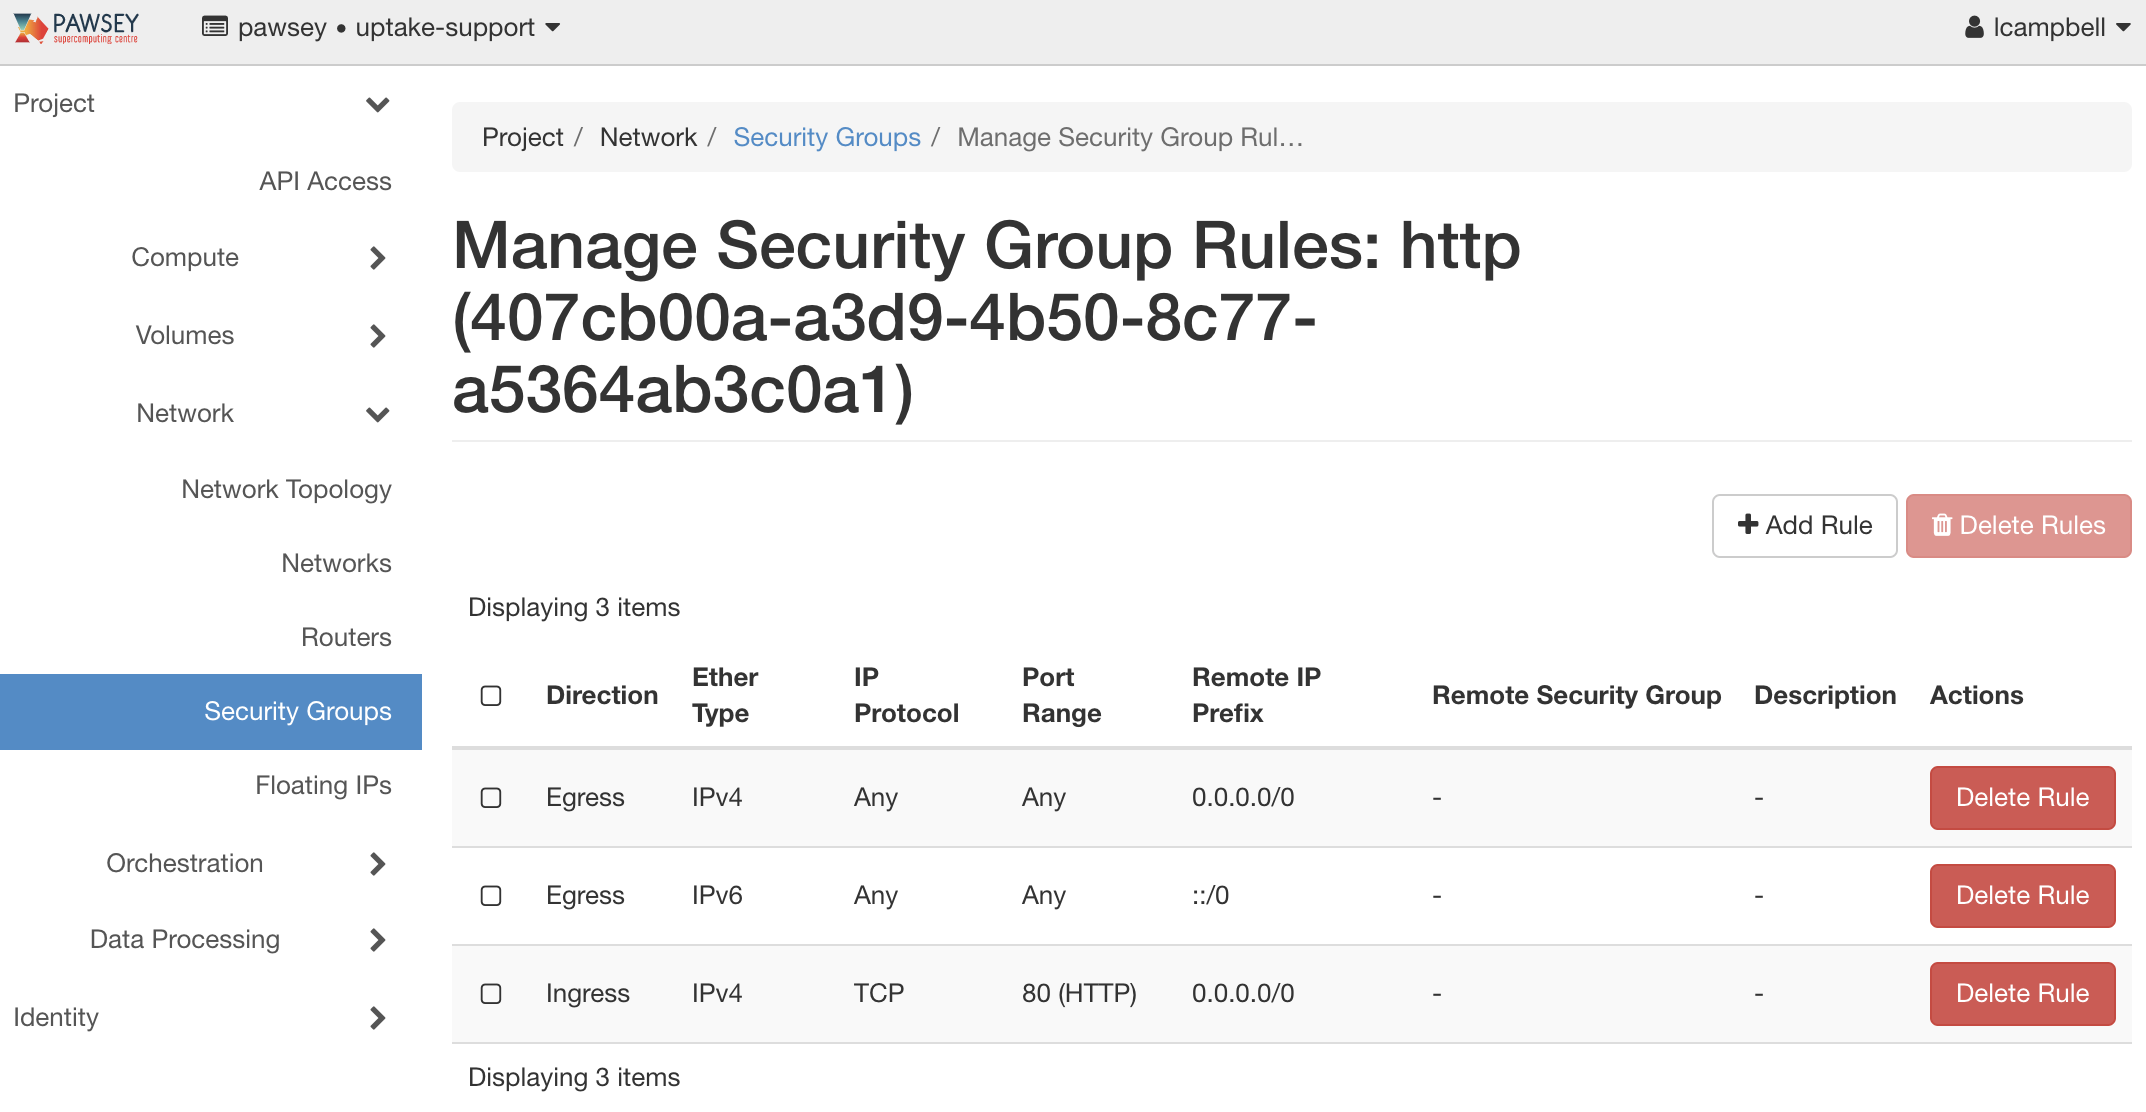 PAWSEY
supercomputing centre
pawsey • uptake-support
lcampbell
Project
API Access
Compute
Volumes
Network
Network Topology
Networks
Routers
Security Groups
Floating IPs
Orchestration
Data Processing
Identity
Project / Network / Security Groups / Manage Security Group Rul…
Manage Security Group Rules: http
(407cb00a-a3d9-4b50-8c77-
a5364ab3c0a1)
Add Rule Delete Rules
Displaying 3 items
Direction Ether Type IP Protocol Port Range Remote IP Prefix Remote Security Group Description Actions
Egress IPv4 Any Any 0.0.0.0/0 - - Delete Rule
Egress IPv6 Any Any ::/0 - - Delete Rule
Ingress IPv4 TCP 80 (HTTP) 0.0.0.0/0 - - Delete Rule
Displaying 3 items